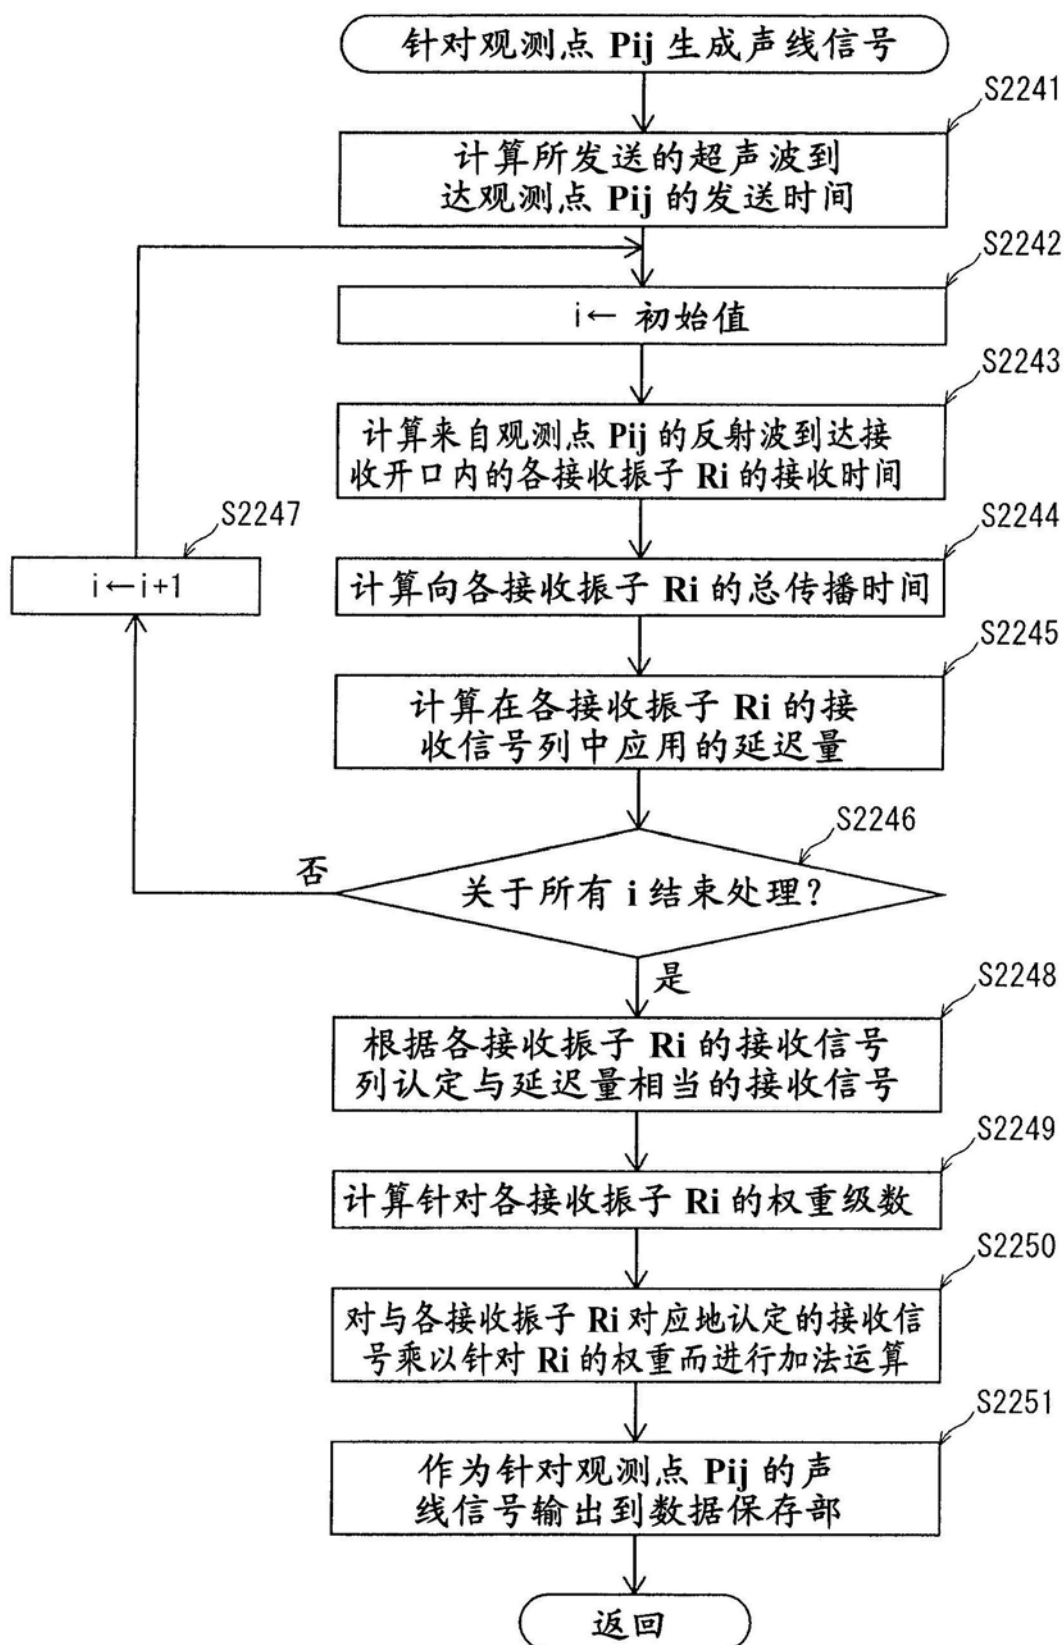 针对观测点 Pij 生成声线信号
S2241
计算所发送的超声波到
达观测点 Pij 的发送时间
S2242
i← 初始值
S2243
计算来自观测点 Pij 的反射波到达接
收开口内的各接收振子 Ri 的接收时间
S2247
i←i+1
S2244
计算向各接收振子 Ri 的总传播时间
S2245
计算在各接收振子 Ri 的接
收信号列中应用的延迟量
S2246
否
关于所有 i 结束处理？
是
S2248
根据各接收振子 Ri 的接收信号
列认定与延迟量相当的接收信号
S2249
计算针对各接收振子 Ri 的权重级数
S2250
对与各接收振子 Ri 对应地认定的接收信
号乘以针对 Ri 的权重而进行加法运算
S2251
作为针对观测点 Pij 的声
线信号输出到数据保存部
返回